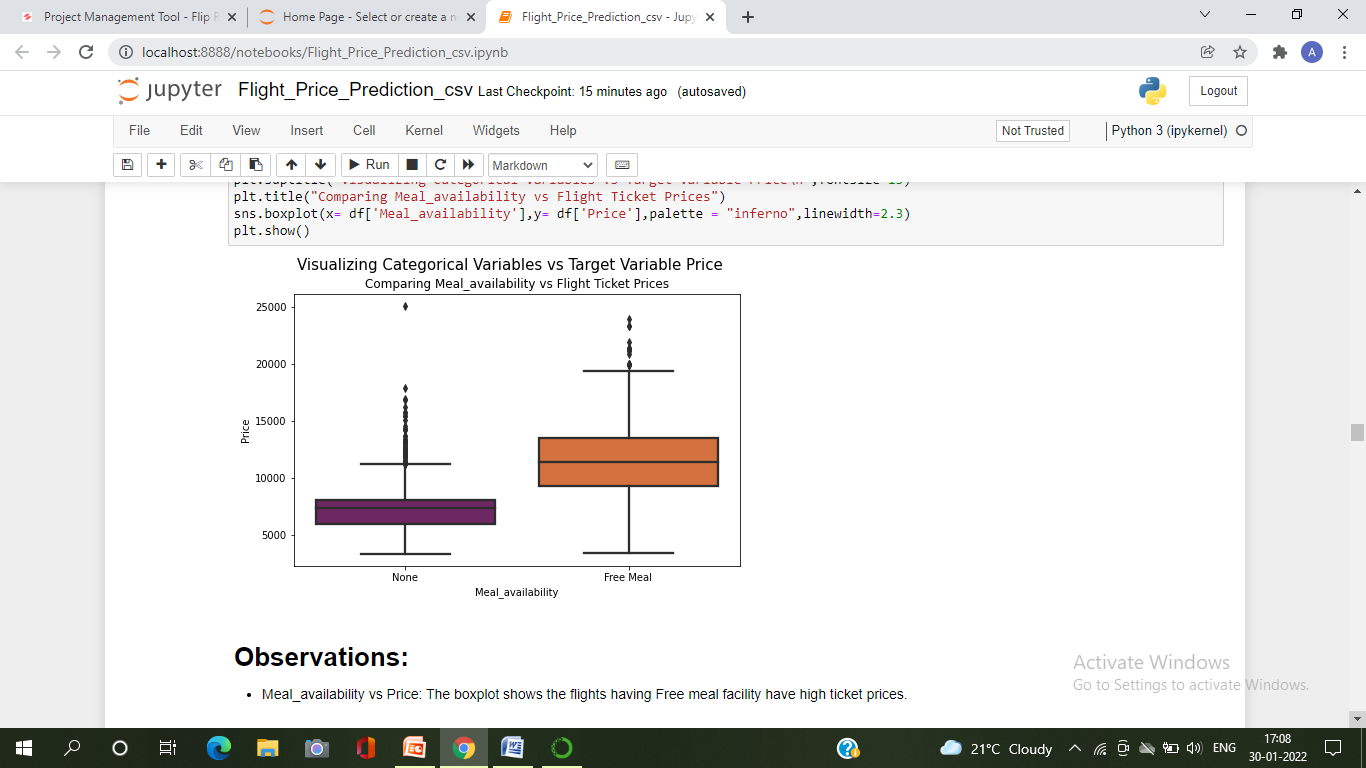 Project Management Tool - Flip R
Home Page - Select or create a n
Flight_Price_Prediction_csv - Jupy
localhost:8888/notebooks/Flight_Price_Prediction_csv.ipynb
A
jupyter Flight_Price_Prediction_csv Last Checkpoint: 15 minutes ago (autosaved)
Logout
File Edit View Insert Cell Kernel Widgets Help
Not Trusted
Python 3 (ipykernel)
Run
Markdown
plt.title("Comparing Meal_availability vs Flight Ticket Prices")
sns.boxplot(x= df['Meal_availability'],y= df['Price'],palette = "inferno",linewidth=2.3)
plt.show()
Visualizing Categorical Variables vs Target Variable Price
Comparing Meal_availability vs Flight Ticket Prices
25000
20000
15000
10000
5000
Price
None Free Meal
Meal_availability
Observations:
• Meal_availability vs Price: The boxplot shows the flights having Free meal facility have high ticket prices.
Activate Windows
Go to Settings to activate Windows.
21°C Cloudy
ENG
17:08
30-01-2022